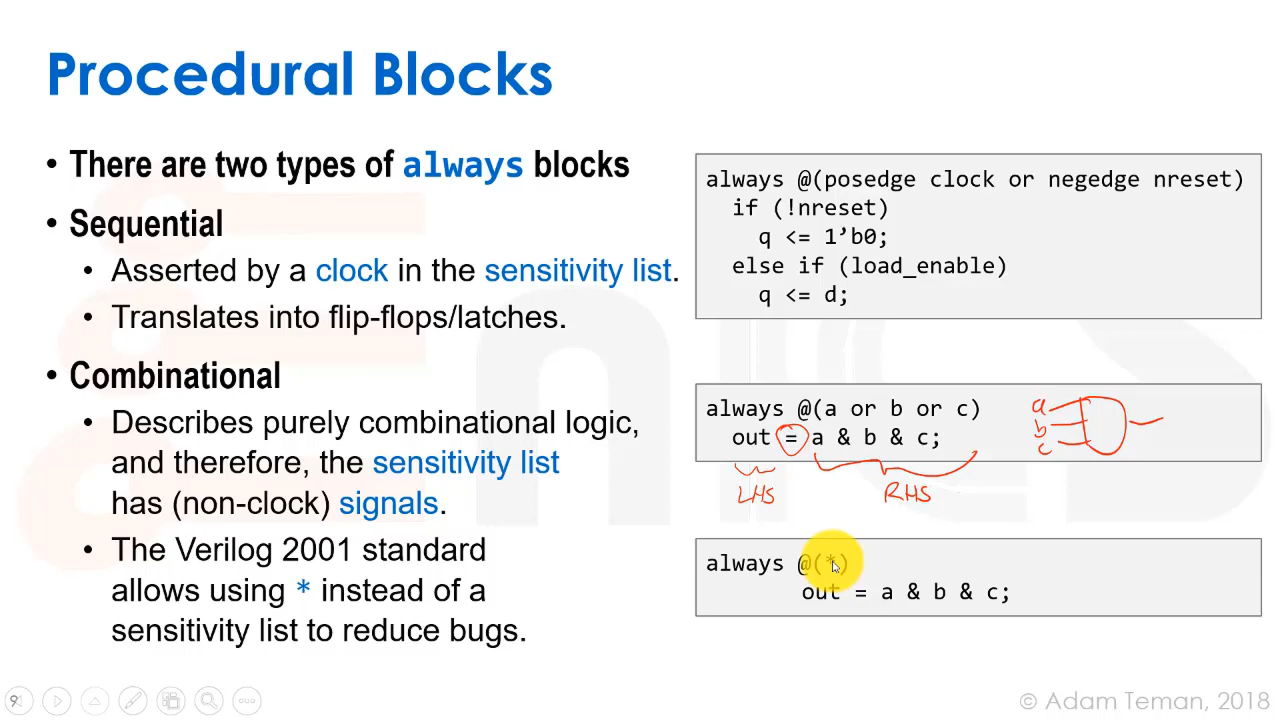 Procedural Blocks
• There are two types of always blocks
• Sequential
• Asserted by a clock in the sensitivity list.
• Translates into flip-flops/latches.
• Combinational
• Describes purely combinational logic,
and therefore, the sensitivity list
has (non-clock) signals.
• The Verilog 2001 standard
allows using * instead of a
sensitivity list to reduce bugs.
always @(posedge clock or negedge nreset)
if (!nreset)
q <= 1’b0;
else if (load_enable)
q <= d;
always @(a or b or c)
out = a & b & c;
a
b
c
LHS
RHS
always @(*)
out = a & b & c;
9
© Adam Teman, 2018